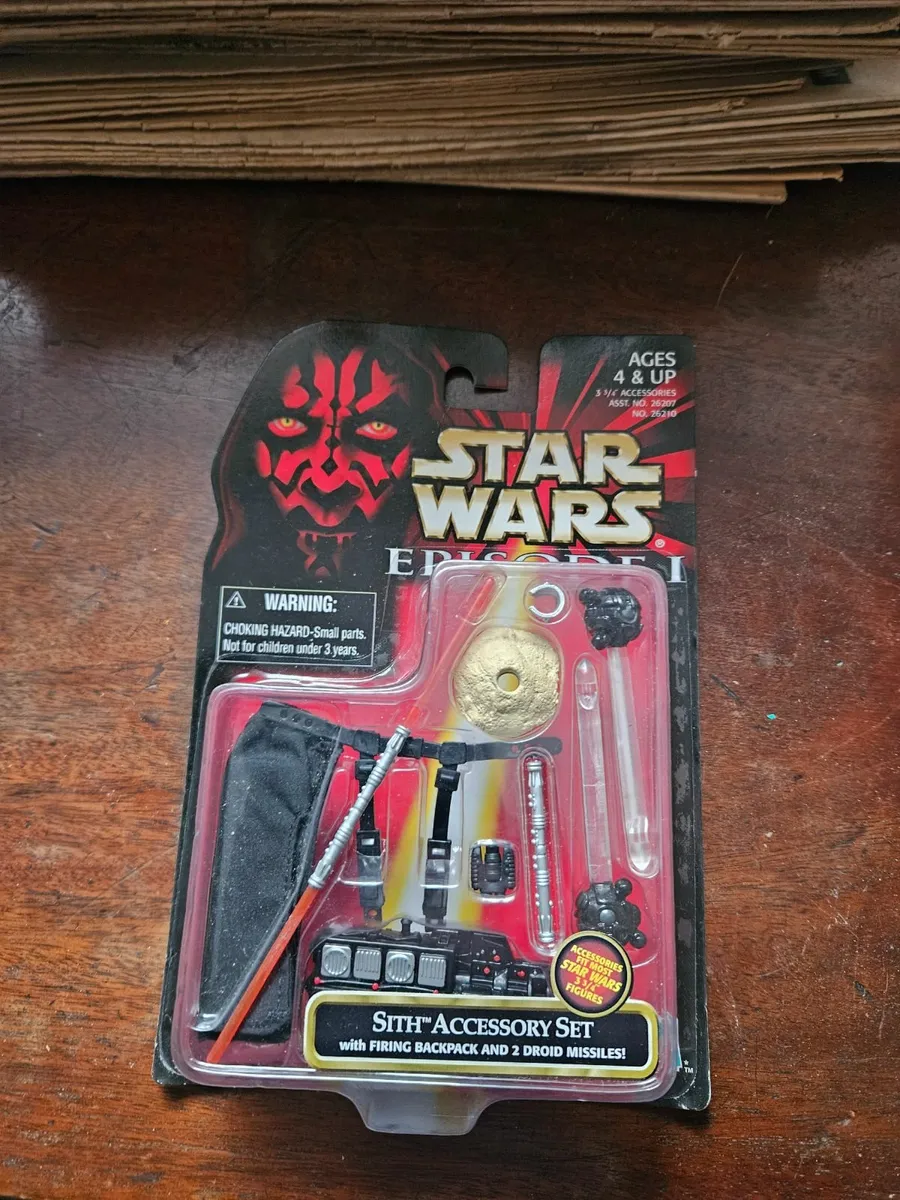 AGES
4 & UP
3 3/4" ACCESSORIES
ASST. NO. 26207
NO. 26210
STAR
WARS®
EPISODE I
WARNING:
CHOKING HAZARD-Small parts.
Not for children under 3 years.
ACCESSORIES
FIT MOST
STAR WARS
3 3/4"
FIGURES
SITH™ ACCESSORY SET
with FIRING BACKPACK AND 2 DROID MISSILES!
™